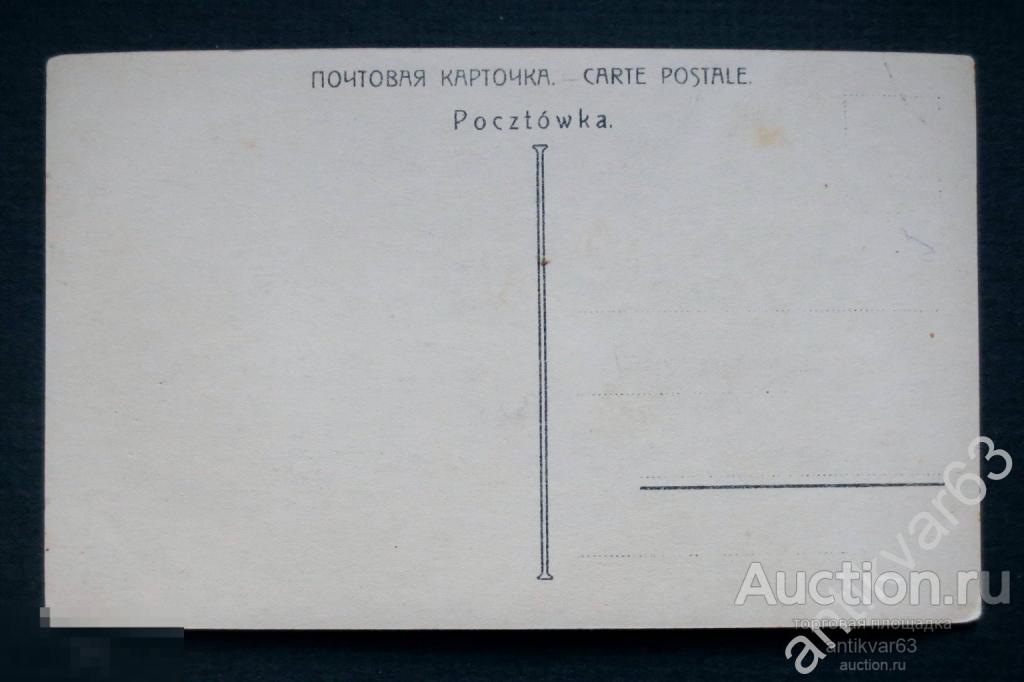 ПОЧТОВАЯ КАРТОЧКА. — CARTE POSTALE.
Pocztówka.
antikvar63
Auction.ru
торговая площадка
antikvar63
auction.ru